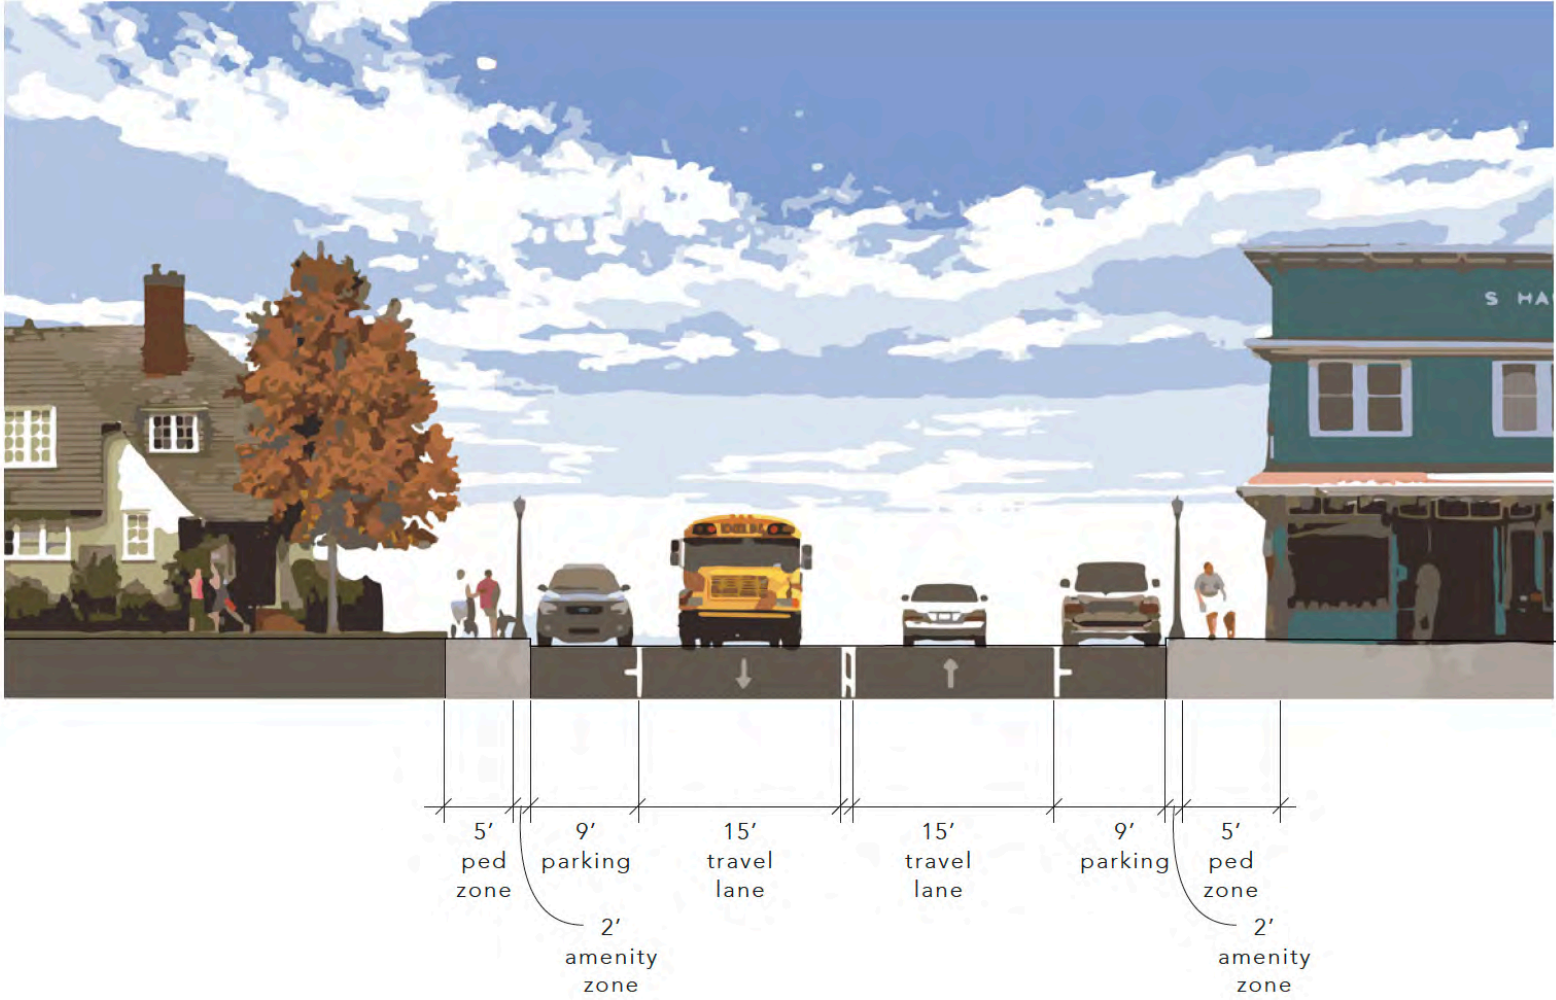 S HA
5'
ped
zone
9'
parking
15'
travel
lane
15'
travel
lane
9'
parking
5'
ped
zone
2'
amenity
zone
2'
amenity
zone